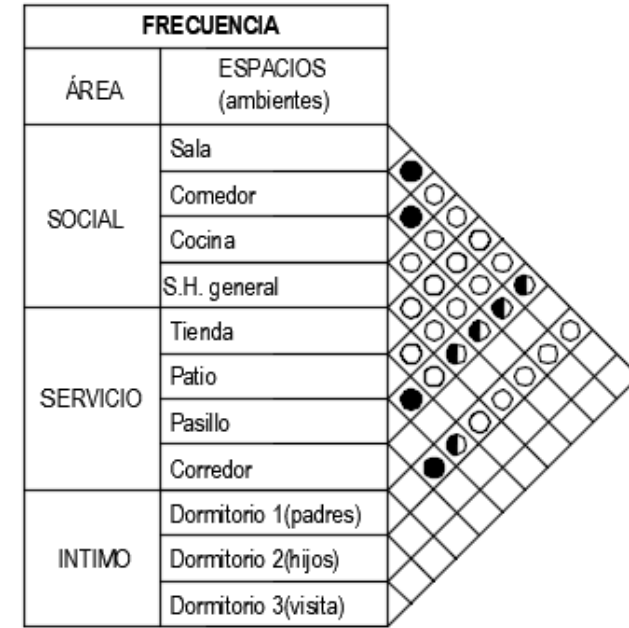 FRECUENCIA
ÁREA
ESPACIOS
(ambientes)
SOCIAL
Sala
Comedor
Cocina
S.H. general
SERVICIO
Tienda
Patio
Pasillo
Corredor
INTIMO
Dormitorio 1(padres)
Dormitorio 2(hijos)
Dormitorio 3(visita)